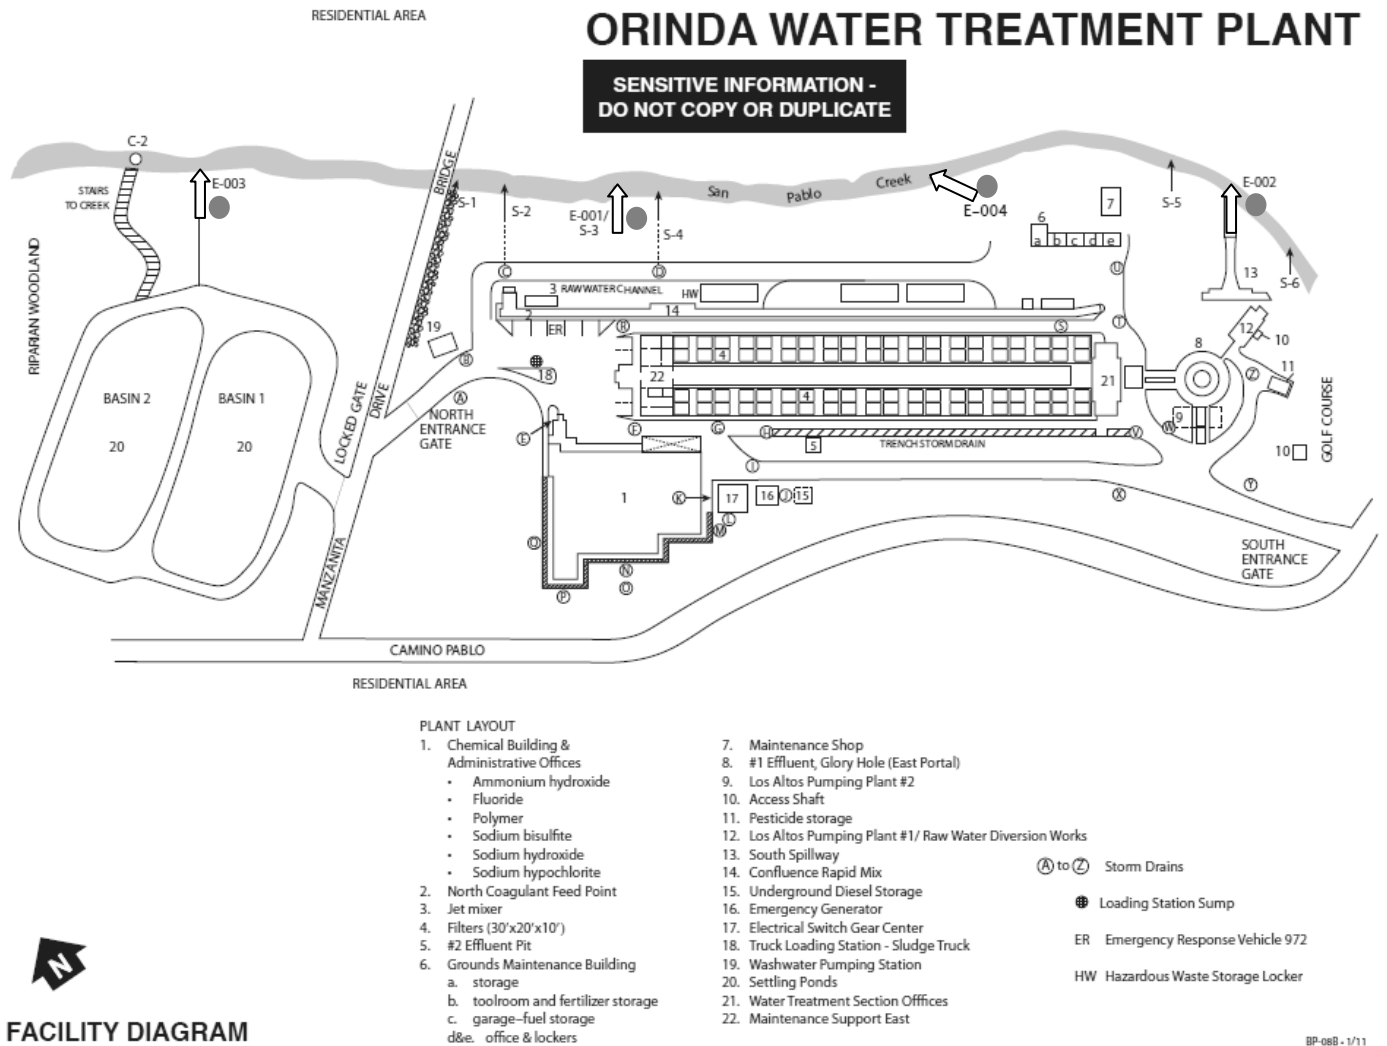 RESIDENTIAL AREA
ORINDA WATER TREATMENT PLANT
SENSITIVE INFORMATION -
DO NOT COPY OR DUPLICATE
C-2
STAIRS
TO CREEK
E-003
BRIDGE
S-1
S-2
E-001/
S-3
S-4
San Pablo Creek
E-004
S-5
E-002
S-6
RIPARIAN WOODLAND
6
7
a b c d e
U
13
C
D
3 RAW WATER CHANNEL
HW
2
14
ER
R
S
T
19
B
18
4
22
4
21
8
12
10
11
Z
9
W
GOLF COURSE
BASIN 2
20
BASIN 1
20
LOCKED GATE
DRIVE
A
NORTH
ENTRANCE
GATE
E
F
G
H
5
TRENCH STORM DRAIN
V
I
10
Y
1
K
17
16
J
15
X
L
M
Q
N
O
P
MANZANITA
SOUTH
ENTRANCE
GATE
CAMINO PABLO
RESIDENTIAL AREA
PLANT LAYOUT
1. Chemical Building &
Administrative Offices
• Ammonium hydroxide
• Fluoride
• Polymer
• Sodium bisulfite
• Sodium hydroxide
• Sodium hypochlorite
2. North Coagulant Feed Point
3. Jet mixer
4. Filters (30'x20'x10')
5. #2 Effluent Pit
6. Grounds Maintenance Building
a. storage
b. toolroom and fertilizer storage
c. garage–fuel storage
d&e. office & lockers
7. Maintenance Shop
8. #1 Effluent, Glory Hole (East Portal)
9. Los Altos Pumping Plant #2
10. Access Shaft
11. Pesticide storage
12. Los Altos Pumping Plant #1/ Raw Water Diversion Works
13. South Spillway
14. Confluence Rapid Mix
15. Underground Diesel Storage
16. Emergency Generator
17. Electrical Switch Gear Center
18. Truck Loading Station - Sludge Truck
19. Washwater Pumping Station
20. Settling Ponds
21. Water Treatment Section Offfices
22. Maintenance Support East
A to Z Storm Drains
Loading Station Sump
ER Emergency Response Vehicle 972
HW Hazardous Waste Storage Locker
N
FACILITY DIAGRAM
BP-08B - 1/11